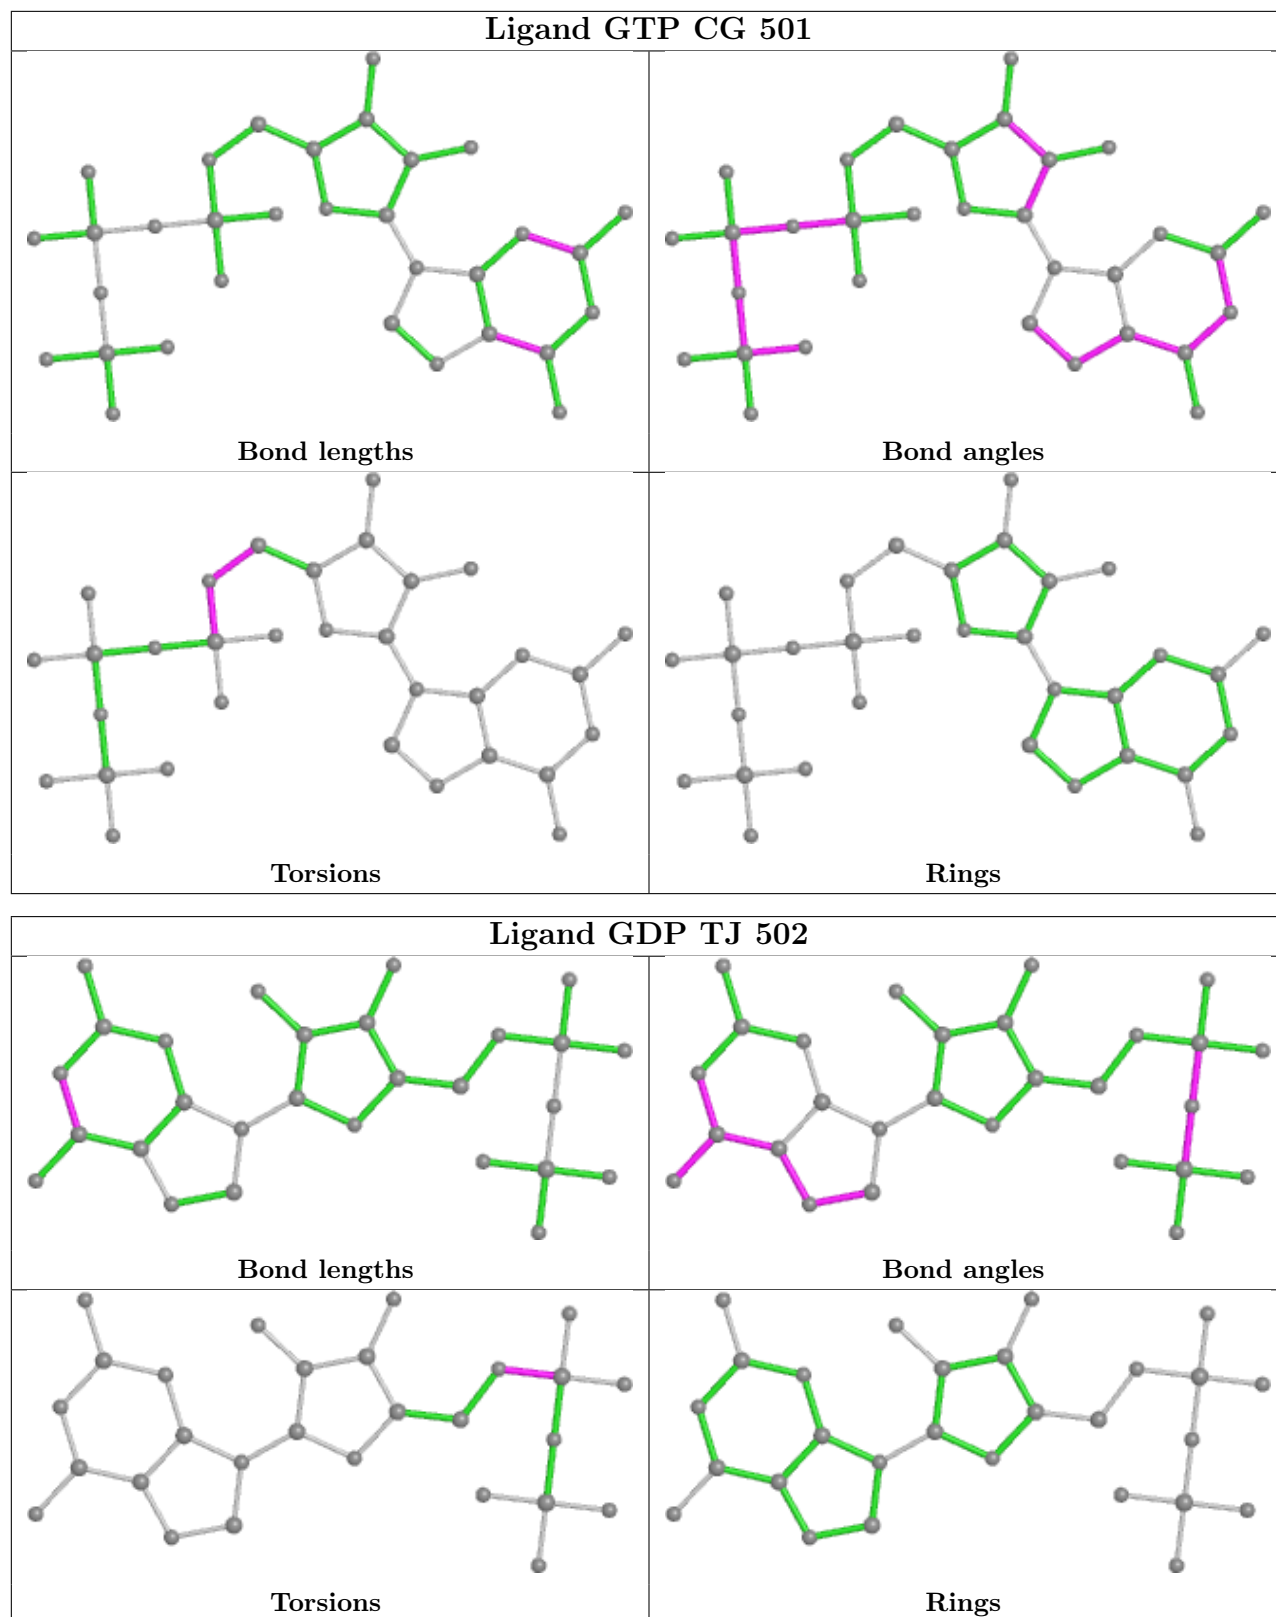 Ligand GTP CG 501
Bond lengths
Bond angles
Torsions
Rings
Ligand GDP TJ 502
Bond lengths
Bond angles
Torsions
Rings